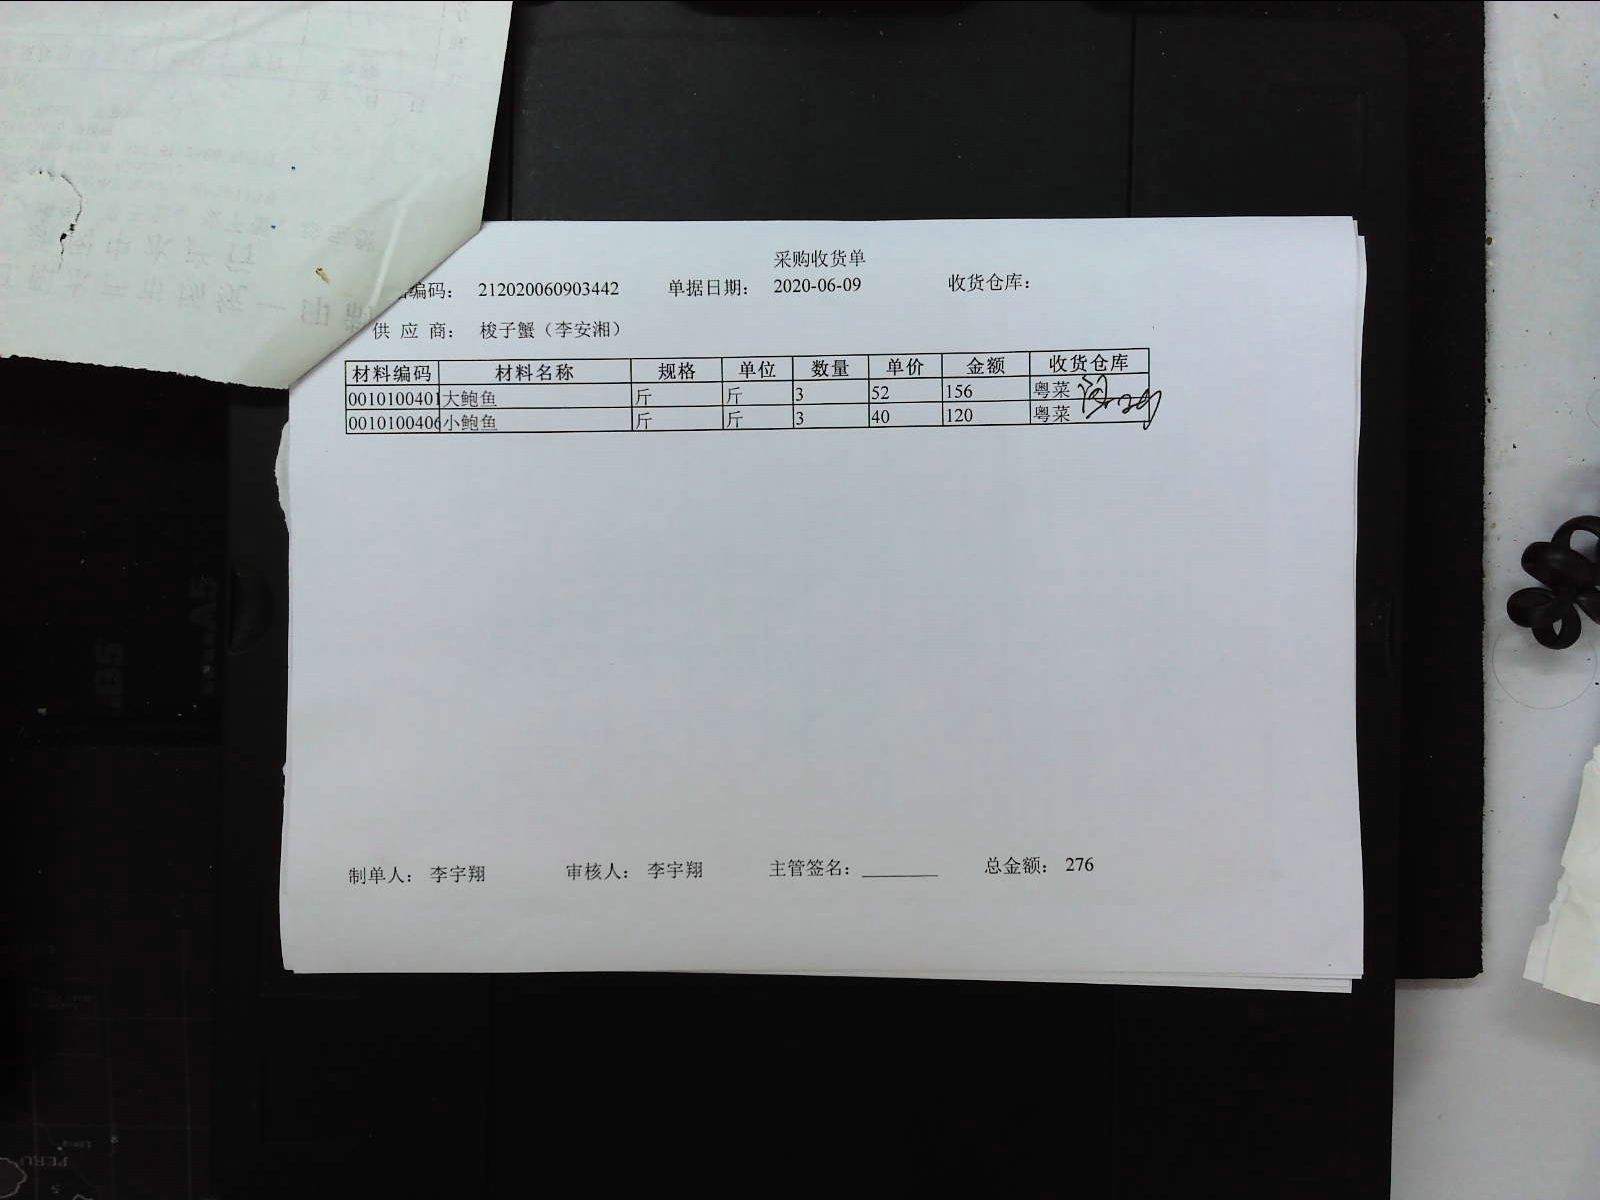 采购收货单
编码： 212020060903442 单据日期： 2020-06-09 收货仓库：
供 应 商： 梭子蟹（李安湘）
材料编码 材料名称 规格 单位 数量 单价 金额 收货仓库
0010100401 大鲍鱼 斤 斤 3 52 156 粤菜
0010100406 小鲍鱼 斤 斤 3 40 120 粤菜
制单人： 李宇翔 审核人： 李宇翔 主管签名： 总金额： 276
B5
A5
PERU